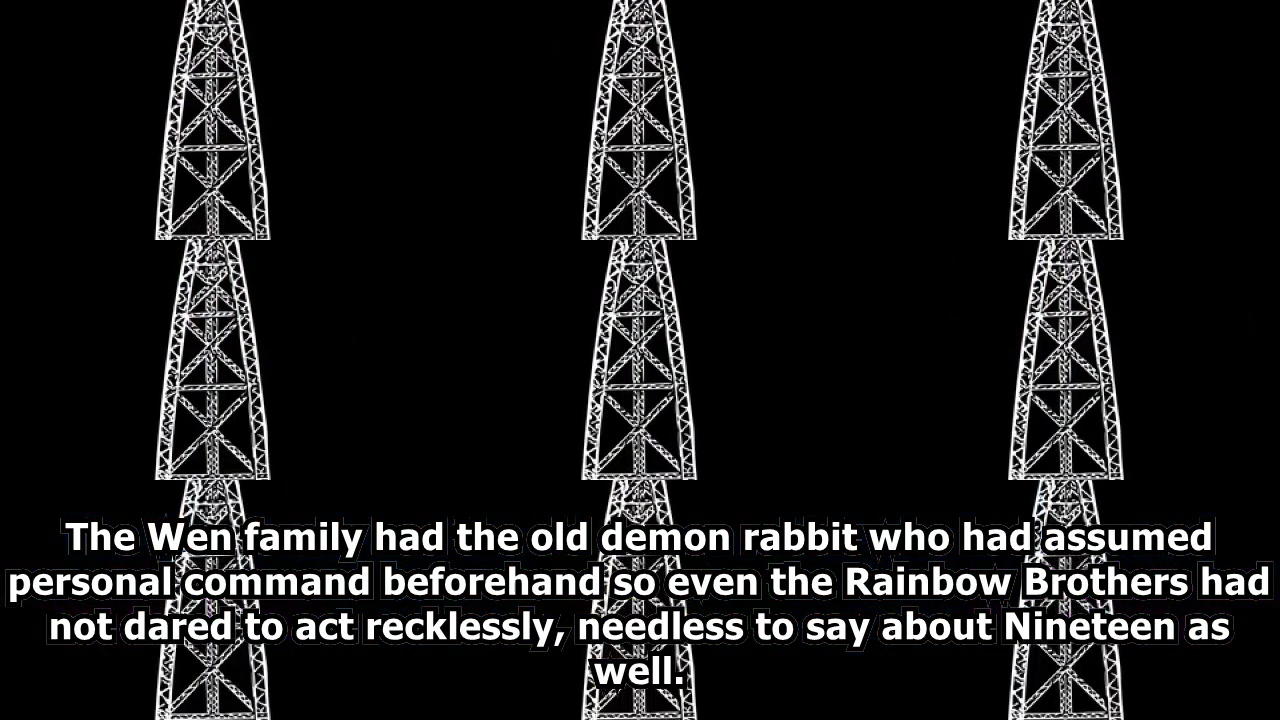 The Wen family had the old demon rabbit who had assumed
personal command beforehand so even the Rainbow Brothers had
not dared to act recklessly, needless to say about Nineteen as
well.